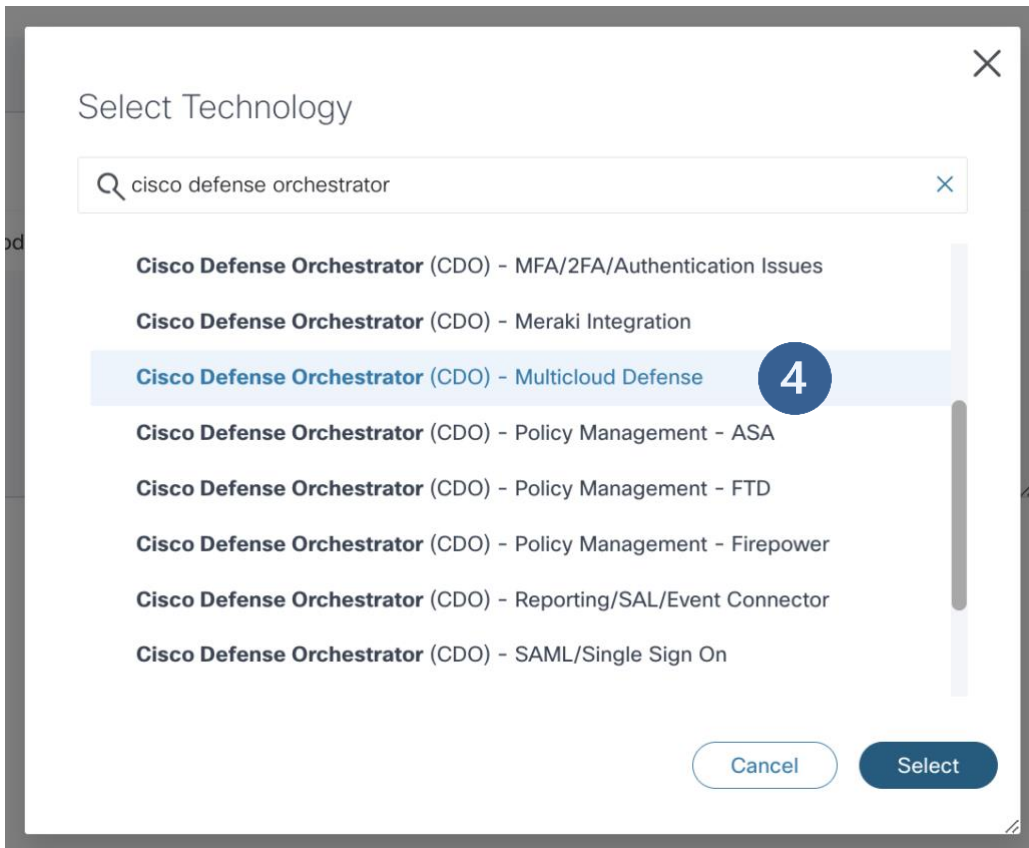 Select Technology
cisco defense orchestrator
Cisco Defense Orchestrator (CDO) - MFA/2FA/Authentication Issues
Cisco Defense Orchestrator (CDO) - Meraki Integration
Cisco Defense Orchestrator (CDO) - Multicloud Defense 4
Cisco Defense Orchestrator (CDO) - Policy Management - ASA
Cisco Defense Orchestrator (CDO) - Policy Management - FTD
Cisco Defense Orchestrator (CDO) - Policy Management - Firepower
Cisco Defense Orchestrator (CDO) - Reporting/SAL/Event Connector
Cisco Defense Orchestrator (CDO) - SAML/Single Sign On
Cancel Select